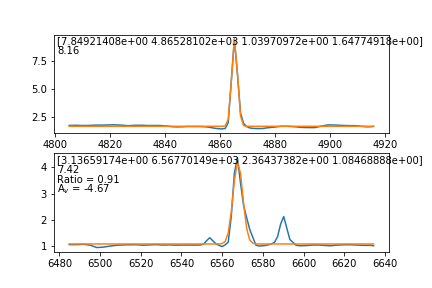 [7.84921408e+00 4.86528102e+03 1.03970972e+00 1.64774918e+00]
8.16
7.5
5.0
2.5
4800 4820 4840 4860 4880 4900 4920
[3.13659174e+00 6.56770149e+03 2.36437382e+00 1.08468888e+00]
7.42
Ratio = 0.91
Aᵥ = -4.67
4
3
2
1
6480 6500 6520 6540 6560 6580 6600 6620 6640